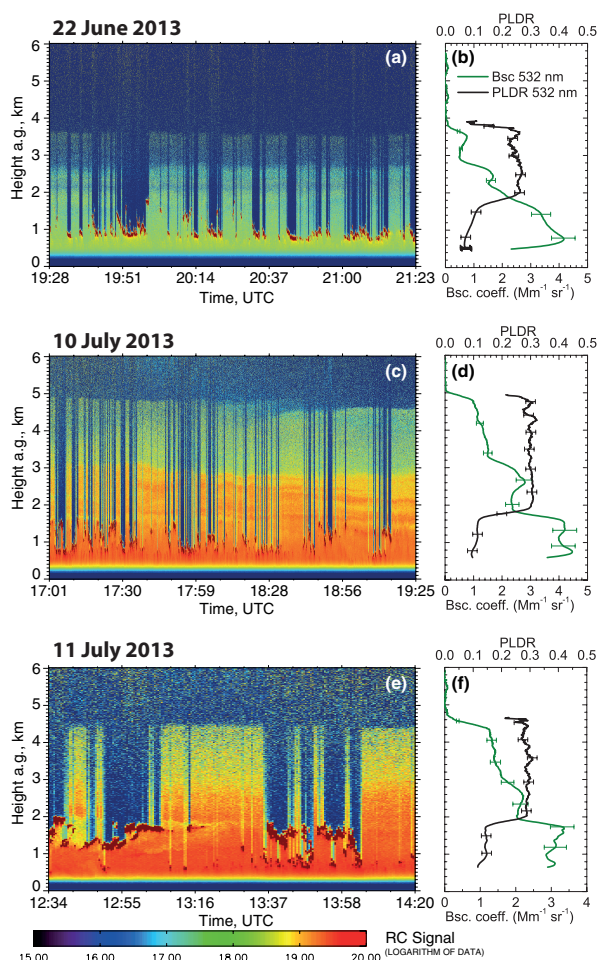 22 June 2013
PLDR
0.0 0.1 0.2 0.3 0.4 0.5
(a)
(b)
Bsc 532 nm
PLDR 532 nm
Height a.g., km
6
5
4
3
2
1
0
19:28 19:51 20:14 20:37 21:00 21:23
Time, UTC
0 1 2 3 4 5
Bsc. coeff. (Mm⁻¹ sr⁻¹)
10 July 2013
PLDR
0.0 0.1 0.2 0.3 0.4 0.5
(c)
(d)
Height a.g., km
6
5
4
3
2
1
0
17:01 17:30 17:59 18:28 18:56 19:25
Time, UTC
0 1 2 3 4 5
Bsc. coeff. (Mm⁻¹ sr⁻¹)
11 July 2013
PLDR
0.0 0.1 0.2 0.3 0.4 0.5
(e)
(f)
Height a.g., km
6
5
4
3
2
1
0
12:34 12:55 13:16 13:37 13:58 14:20
Time, UTC
0 1 2 3 4
Bsc. coeff. (Mm⁻¹ sr⁻¹)
15.00 16.00 17.00 18.00 19.00 20.00
RC Signal
(LOGARITHM OF DATA)